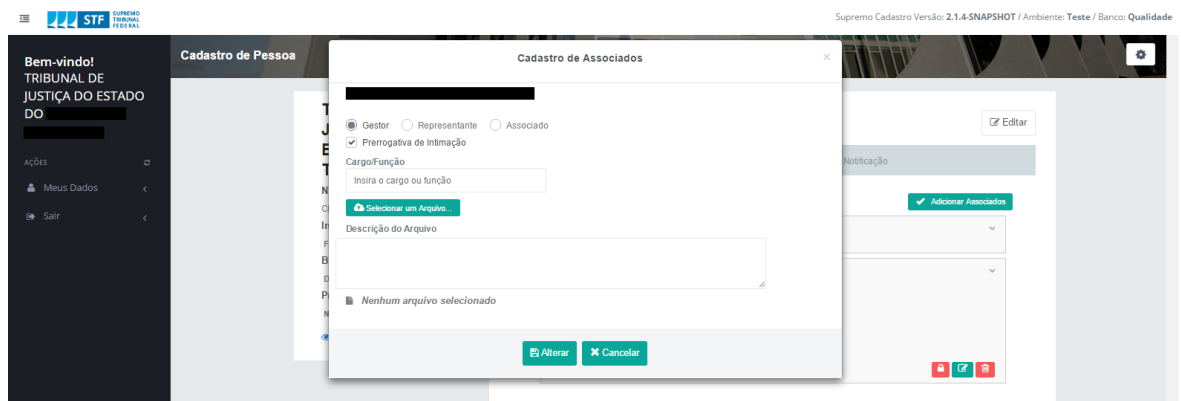 STF SUPREMO TRIBUNAL FEDERAL
Supremo Cadastro Versão: 2.1.4-SNAPSHOT / Ambiente: Teste / Banco: Qualidade
Bem-vindo!
TRIBUNAL DE
JUSTIÇA DO ESTADO
DO
AÇÕES
Meus Dados
Sair
Cadastro de Pessoa
Cadastro de Associados
Gestor Representante Associado
Prerrogativa de Intimação
Cargo/Função
Insira o cargo ou função
Selecionar um Arquivo...
Descrição do Arquivo
Nenhum arquivo selecionado
Alterar Cancelar
Editar
Notificação
Adicionar Associados